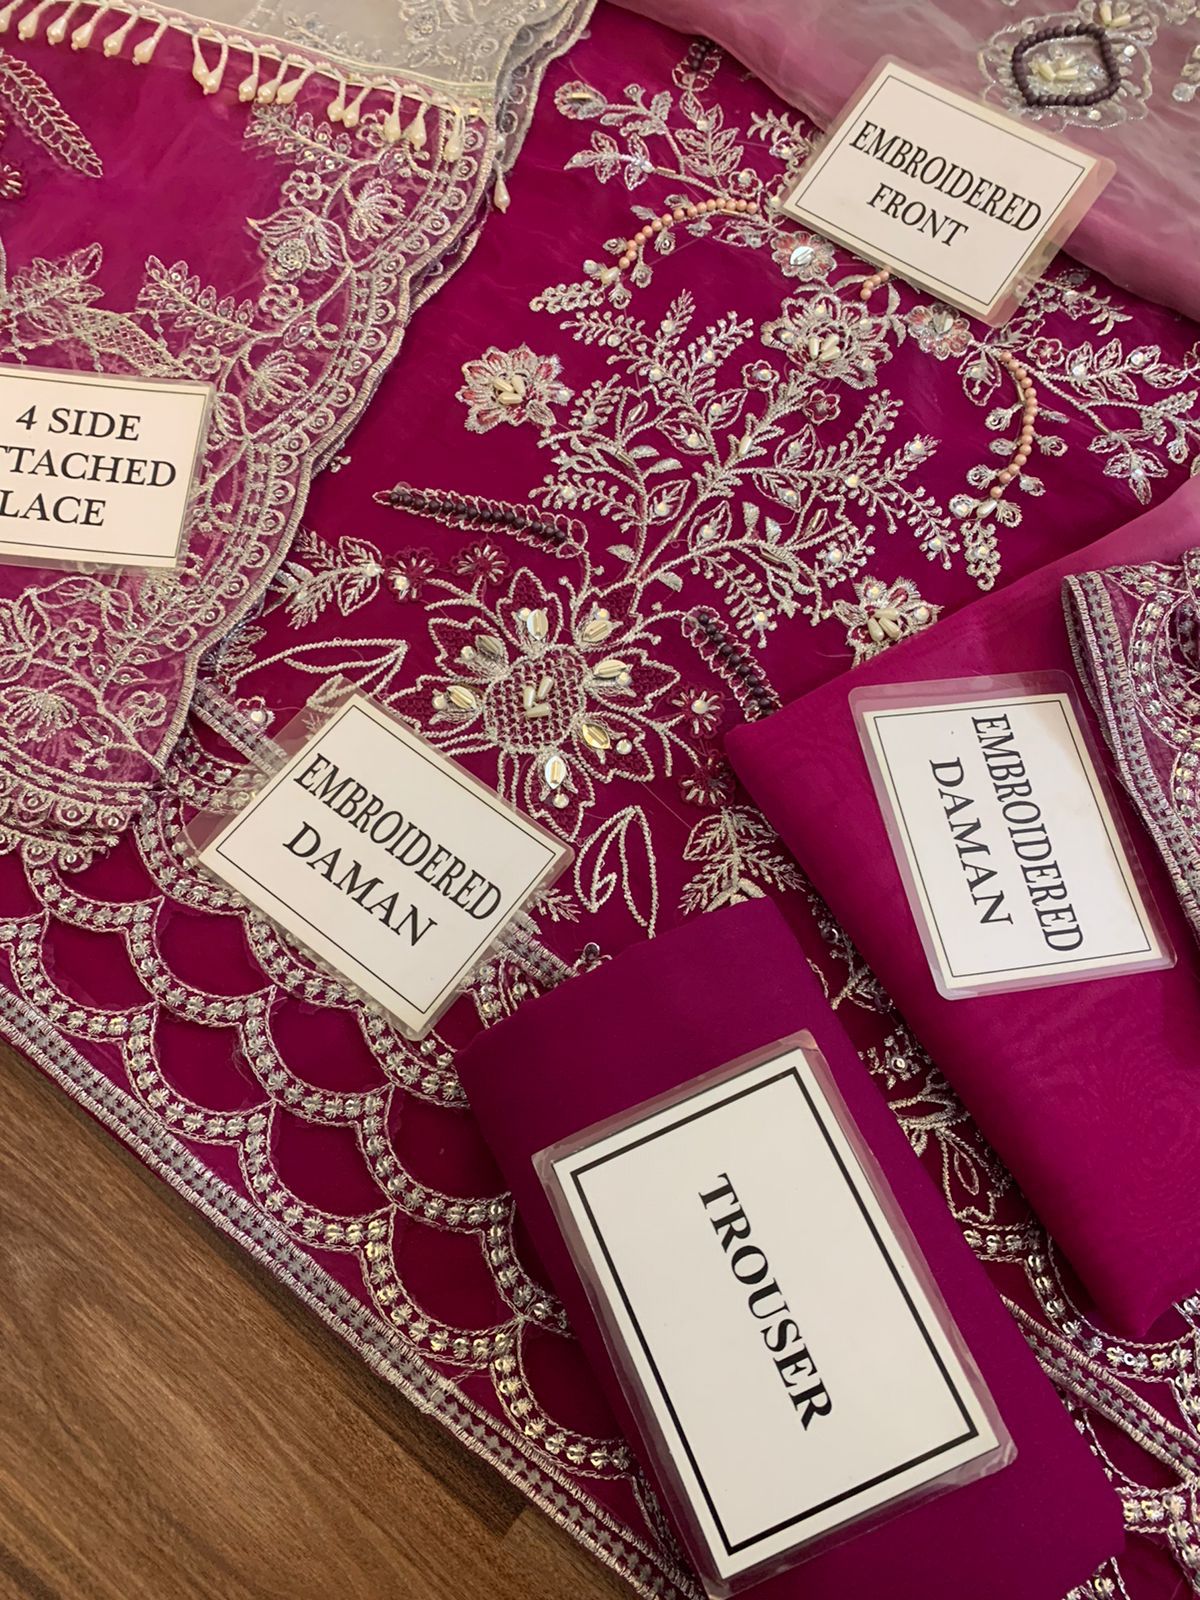 EMBROIDERED
FRONT
4 SIDE
TTACHED
LACE
EMBROIDERED
DAMAN
EMBROIDERED
DAMAN
TROUSER